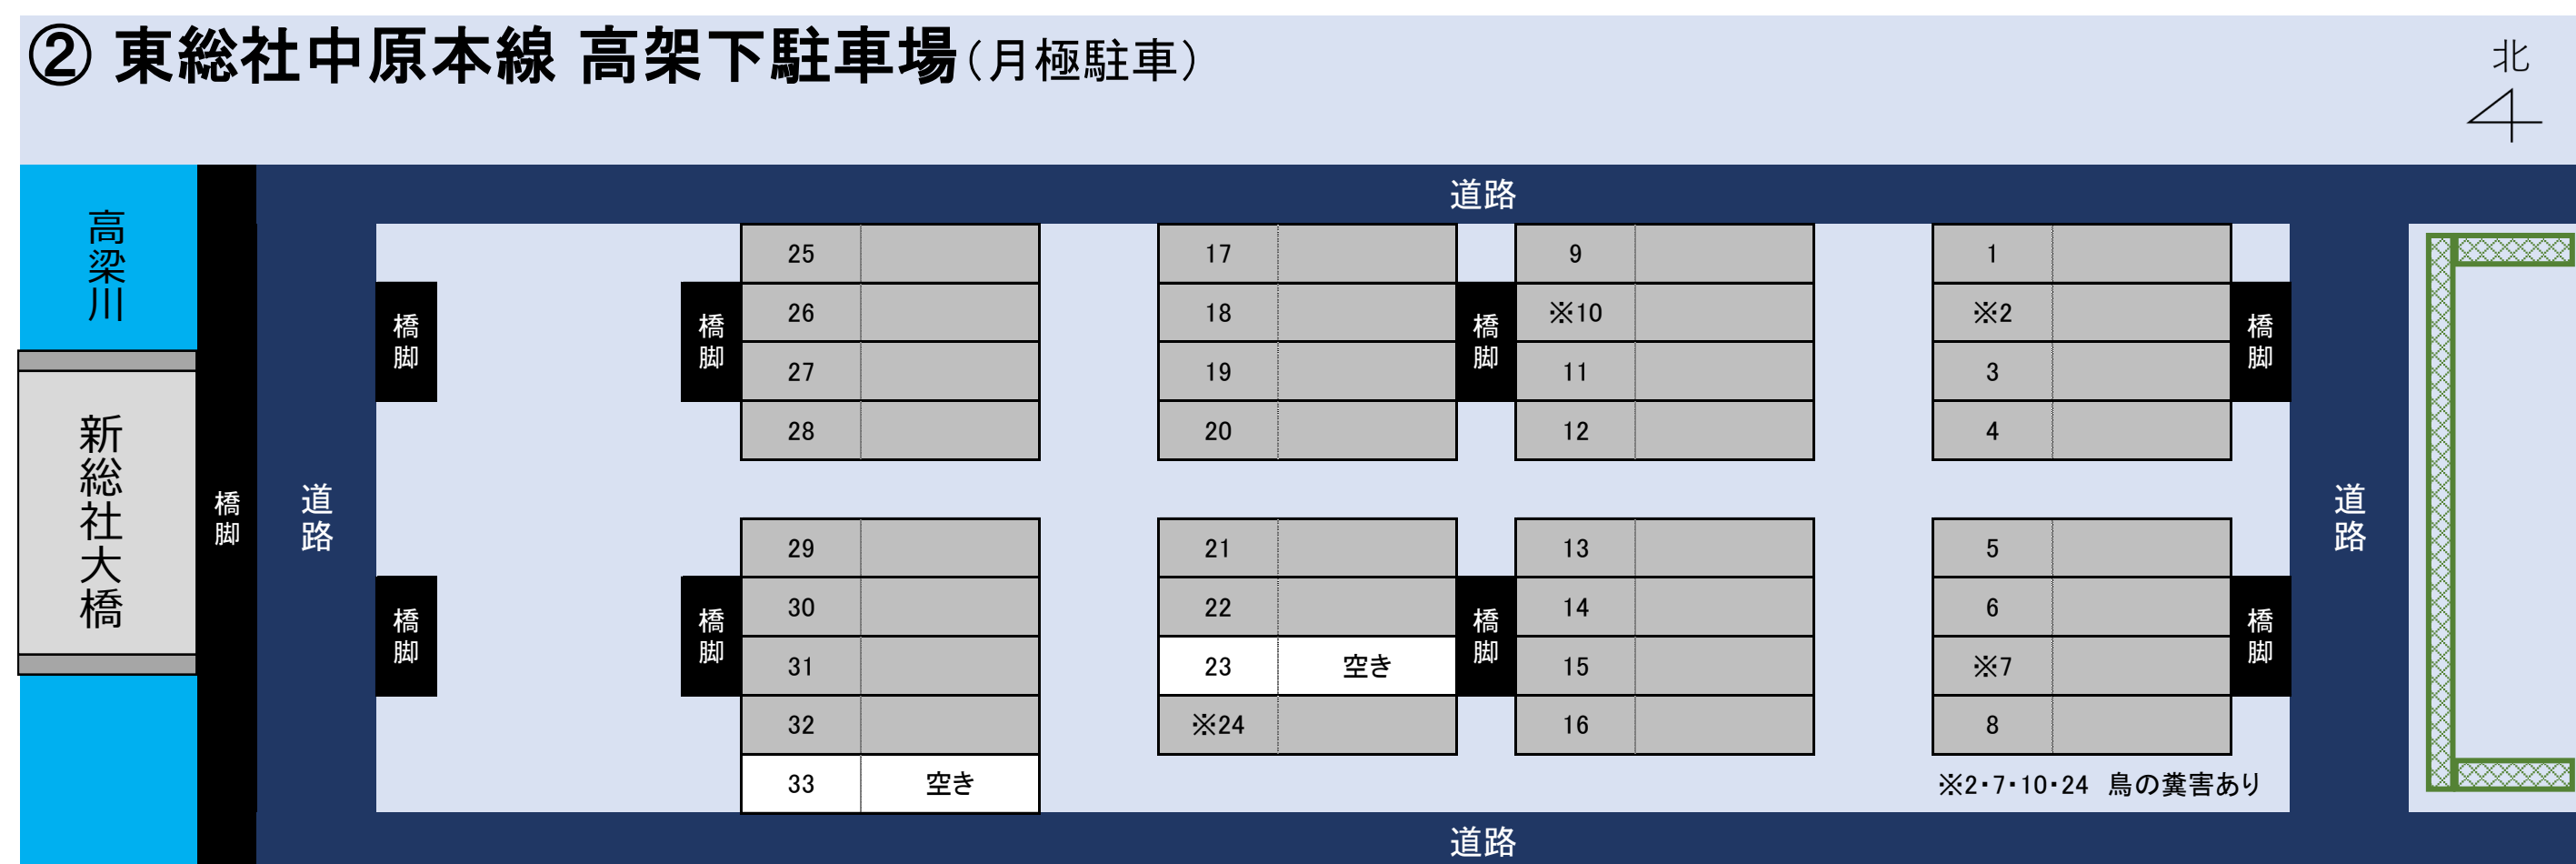 ② 東総社中原本線 高架下駐車場（月極駐車）
北
道路
高梁川
新総社大橋
橋脚
道路
橋脚
橋脚
橋脚
橋脚
25
26
27
28
29
30
31
32
33 空き
17
18
19
20
21
22
23 空き
※24
橋脚
橋脚
9
※10
11
12
13
14
15
16
1
※2
3
4
5
6
※7
8
橋脚
橋脚
※2・7・10・24 鳥の糞害あり
道路
道路